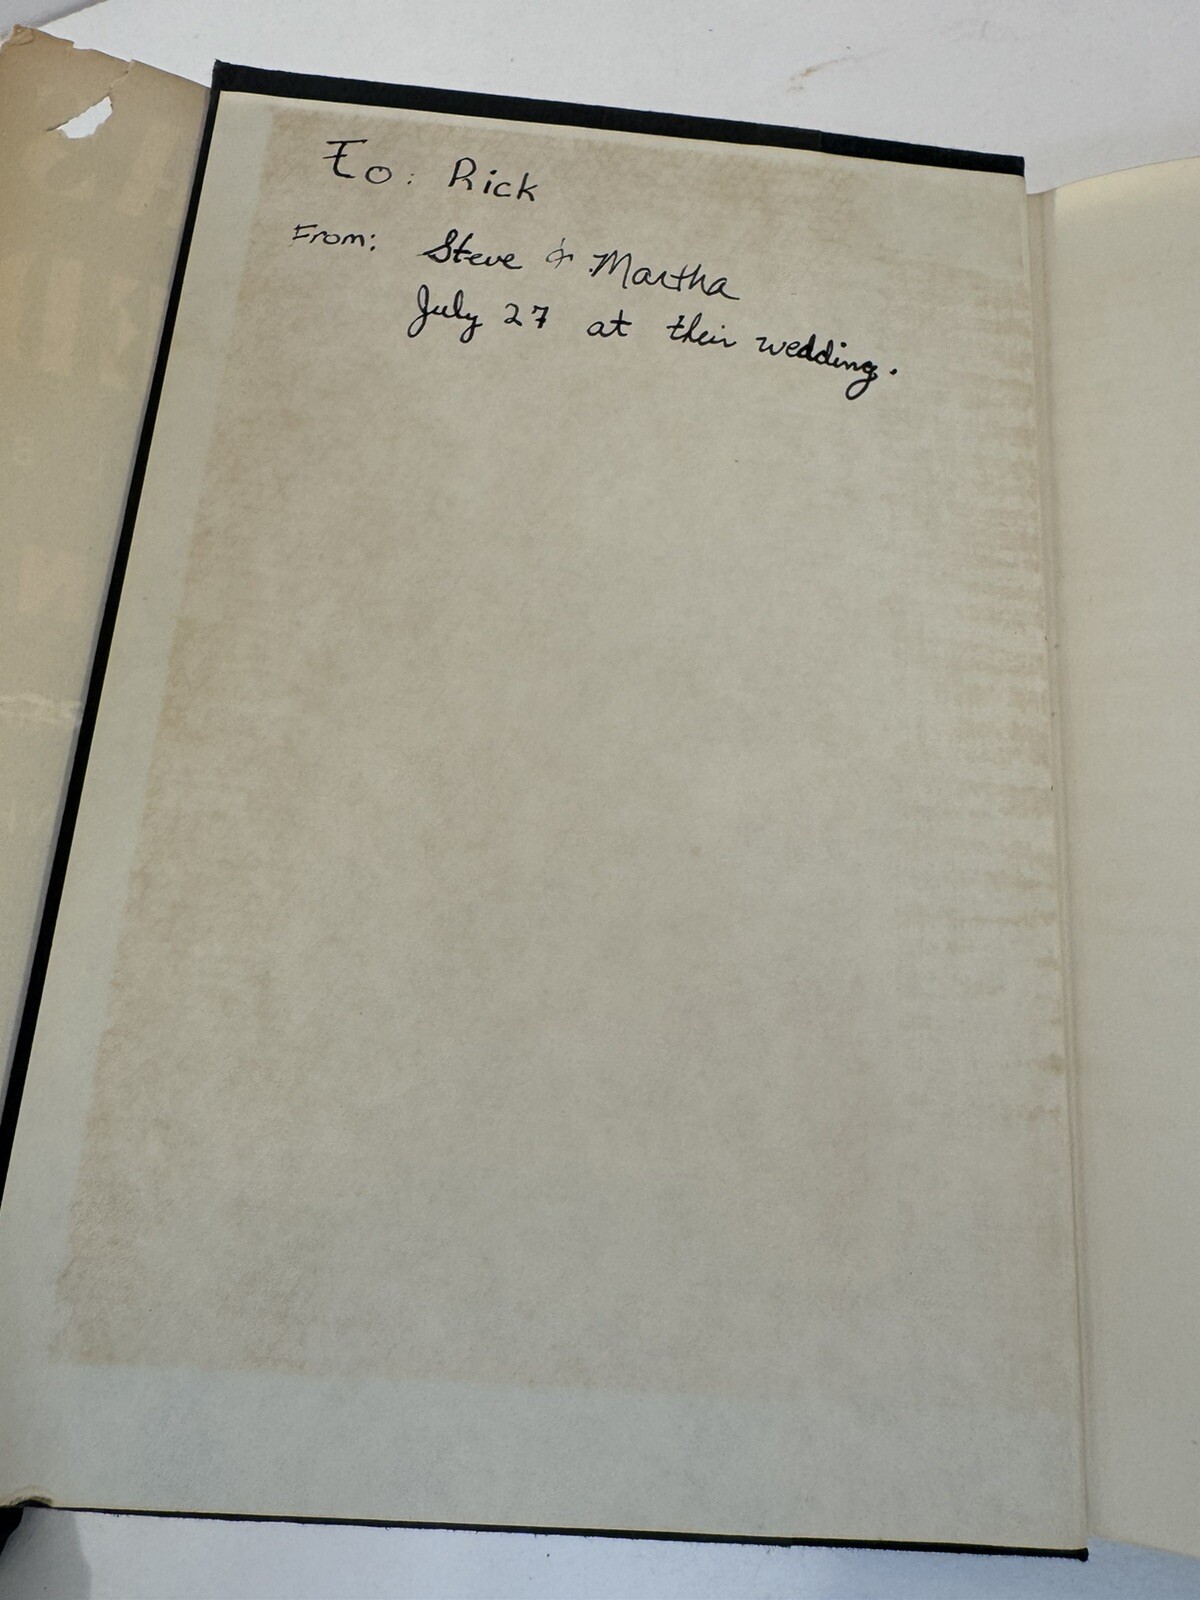 To: Rick
From: Steve & Martha
July 27 at their wedding.